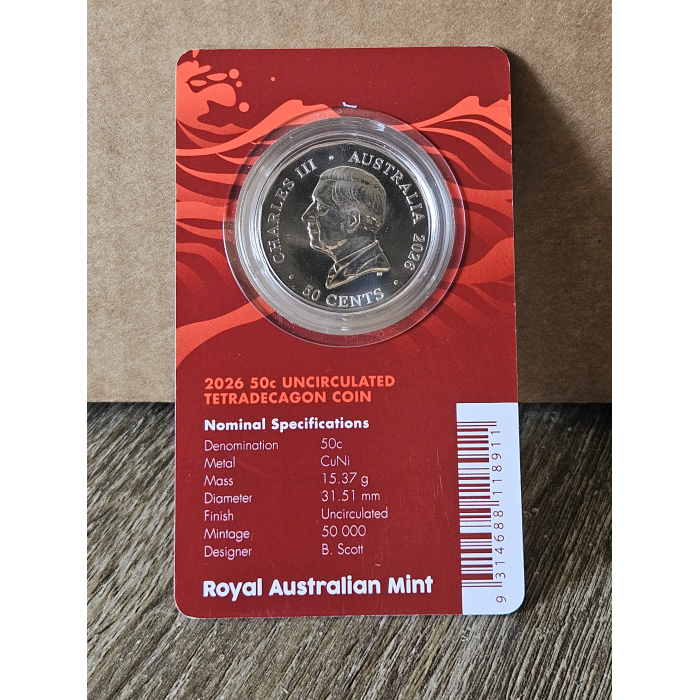 CHARLES III • AUSTRALIA 2026 •
50 CENTS •
2026 50c UNCIRCULATED
TETRADECAGON COIN
Nominal Specifications
Denomination 50c
Metal CuNi
Mass 15.37 g
Diameter 31.51 mm
Finish Uncirculated
Mintage 50 000
Designer B. Scott
Royal Australian Mint
9 314688 118911